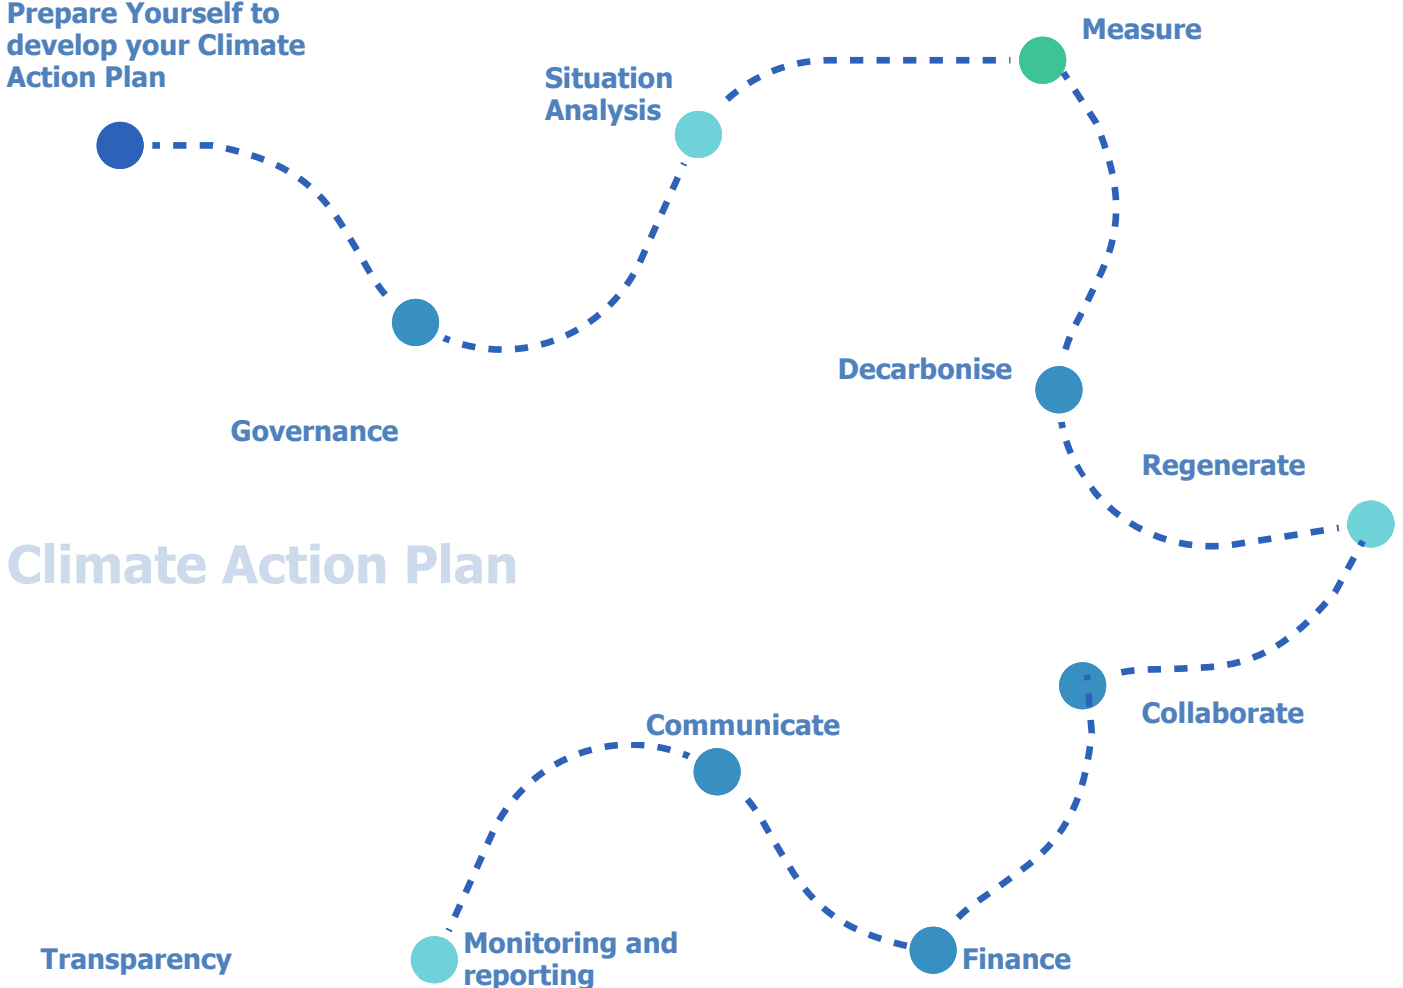 Prepare Yourself to
develop your Climate
Action Plan
Situation
Analysis
Measure
Governance
Decarbonise
Regenerate
Climate Action Plan
Collaborate
Communicate
Finance
Monitoring and
reporting
Transparency